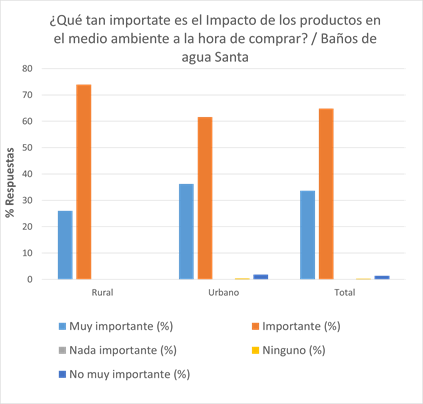 ¿Qué tan importate es el Impacto de los productos en
el medio ambiente a la hora de comprar? / Baños de
agua Santa
80
70
60
50
40
30
20
10
0
% Respuestas
Rural Urbano Total
Muy importante (%) Importante (%)
Nada importante (%) Ninguno (%)
No muy importante (%)